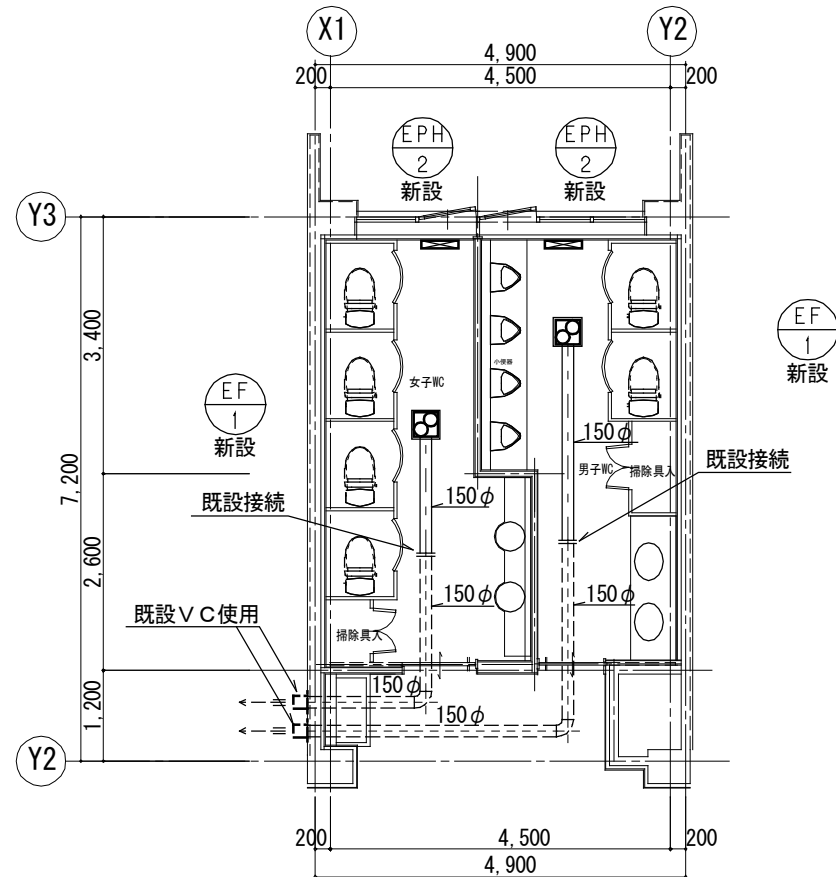 X1
Y2
4,900
200
4,500
200
EPH
2
新設
EPH
2
新設
Y3
3,400
EF
1
新設
小便器
女子WC
EF
1
新設
150φ
既設接続
男子WC
掃除具入
7,200
既設接続
150φ
2,600
150φ
150φ
既設VC使用
掃除具入
150φ
150φ
1,200
Y2
200
4,500
200
4,900